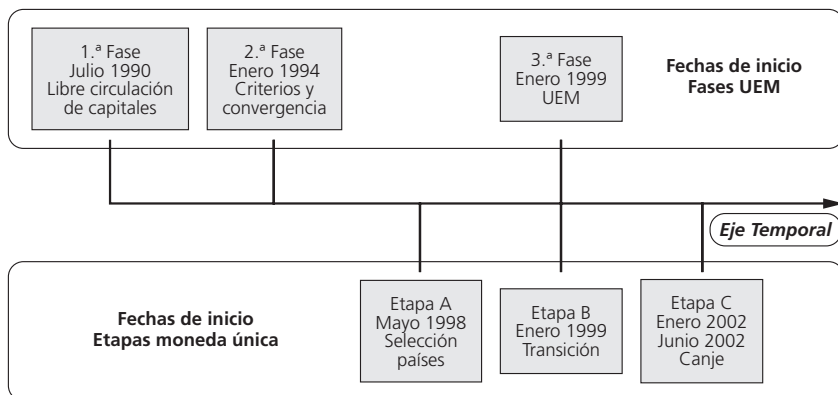 1.ª Fase
Julio 1990
Libre circulación
de capitales
2.ª Fase
Enero 1994
Criterios y
convergencia
3.ª Fase
Enero 1999
UEM
Fechas de inicio
Fases UEM
Eje Temporal
Fechas de inicio
Etapas moneda única
Etapa A
Mayo 1998
Selección
países
Etapa B
Enero 1999
Transición
Etapa C
Enero 2002
Junio 2002
Canje